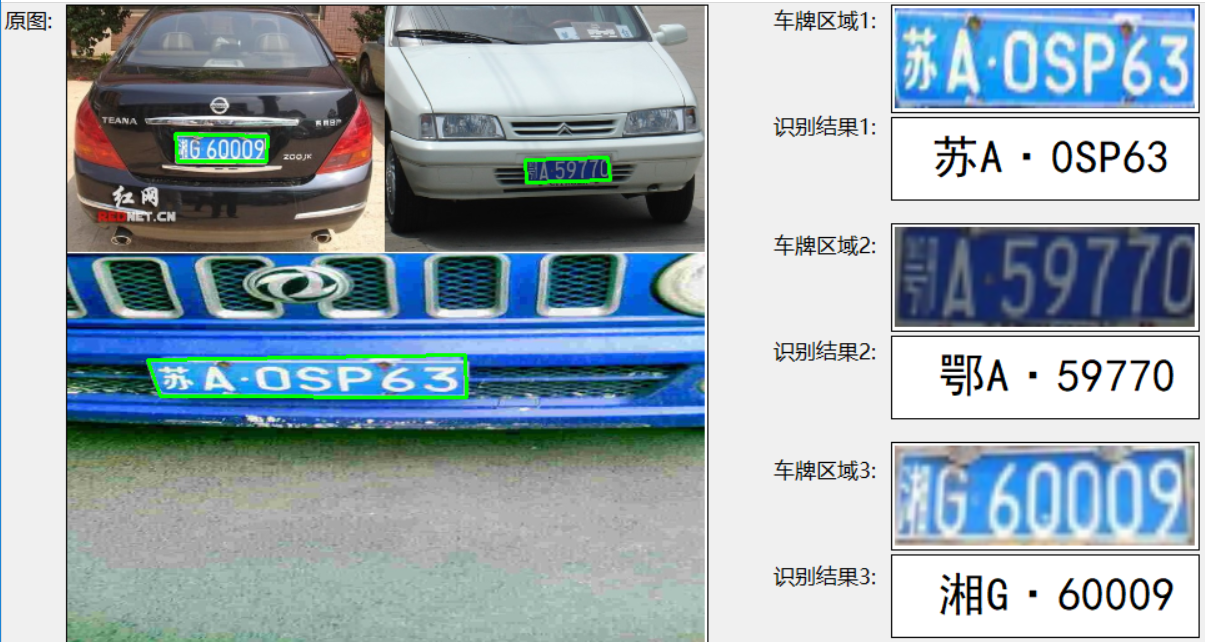 原图:
TEANA
湘G 60009
200JK
红网
REDNET.CN
鄂A 59770
苏A·0SP63
车牌区域1:
苏A·0SP63
识别结果1:
苏A·0SP63
车牌区域2:
鄂A·59770
识别结果2:
鄂A·59770
车牌区域3:
湘G 60009
识别结果3:
湘G·60009